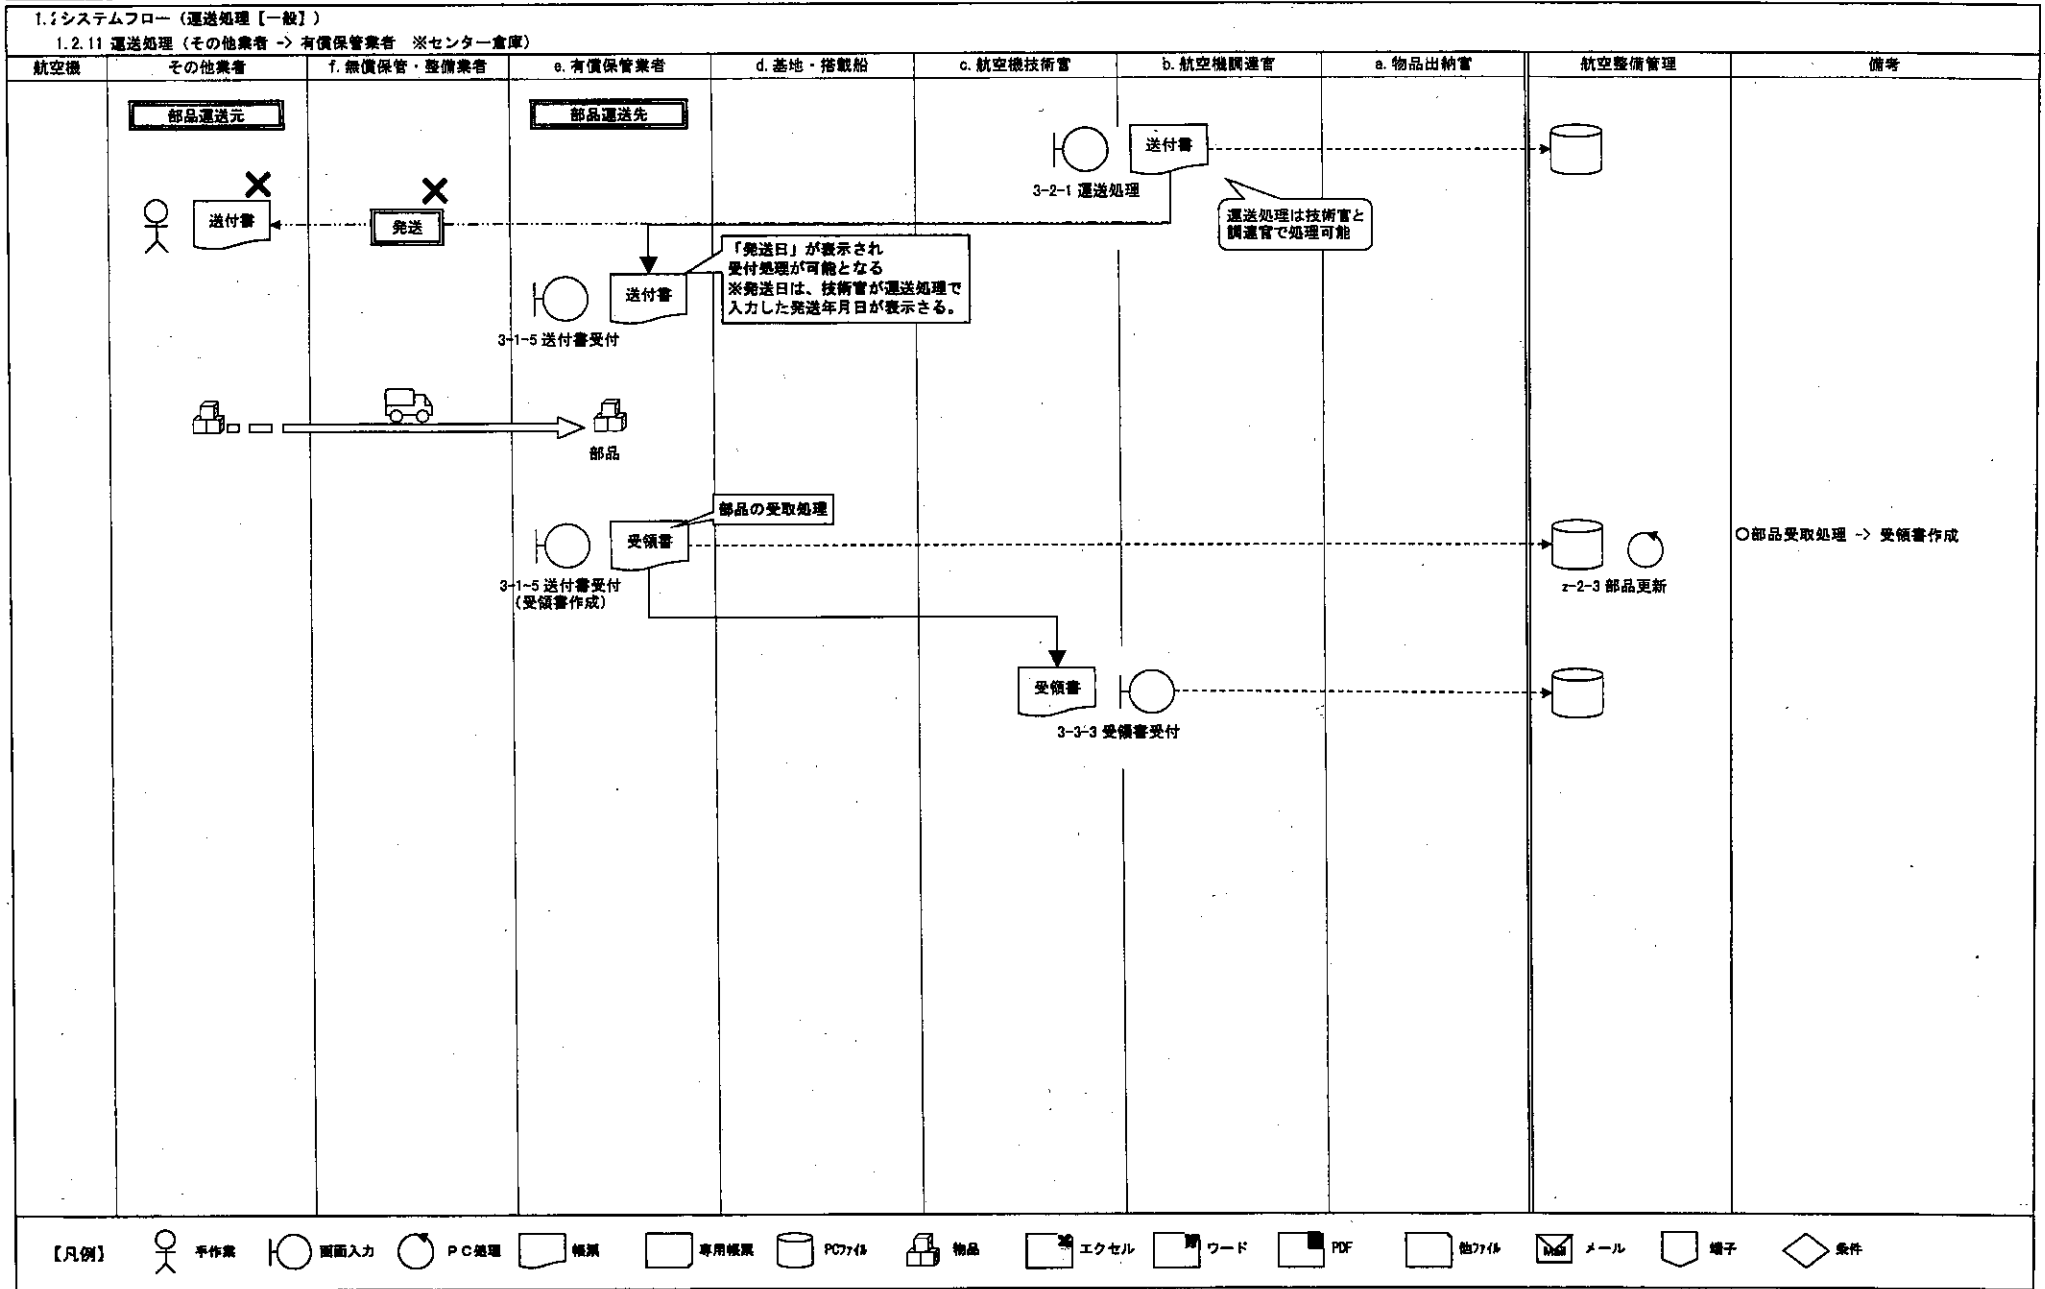 1.2システムフロー（運送処理［一般］）
1.2.11 運送処理（その他業者 -> 有償保管業者　※センター倉庫）
航空機
その他業者
f. 無償保管・整備業者
e. 有償保管業者
d. 基地・搭載船
c. 航空機技術官
b. 航空機調達官
a. 物品出納官
航空整備管理
備考
部品運送元
部品運送先
送付書
3-2-1 運送処理
運送処理は技術官と
調達官で処理可能
送付書
発送
「発送日」が表示され
受付処理が可能となる
※発送日は、技術官が運送処理で
入力した発送年月日が表示さる。
送付書
3-1-5 送付書受付
部品
部品の受取処理
受領書
3-1-5 送付書受付
（受領書作成）
z-2-3 部品更新
○部品受取処理 -> 受領書作成
受領書
3-3-3 受領書受付
【凡例】
手作業
画面入力
ＰＣ処理
帳票
専用帳票
PCﾌｧｲﾙ
物品
エクセル
ワード
PDF
他ﾌｧｲﾙ
Mail
メール
端子
条件